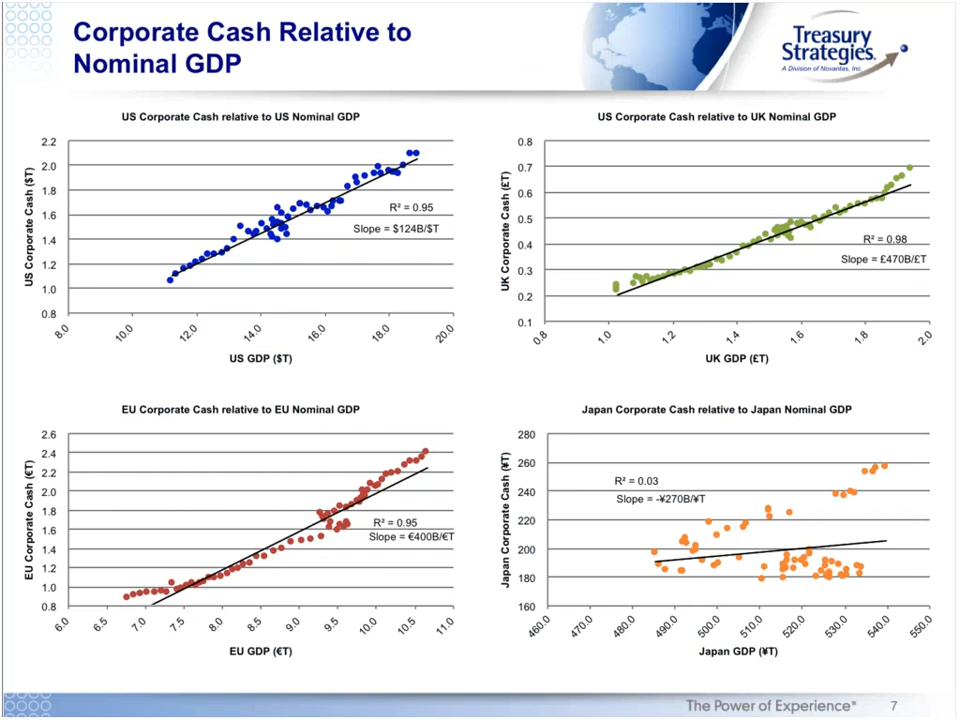 Corporate Cash Relative to
Nominal GDP
Treasury
Strategies®
A Division of Novantas, Inc.
US Corporate Cash relative to US Nominal GDP
US Corporate Cash ($T)
2.2
2.0
1.8
1.6
1.4
1.2
1.0
0.8
R² = 0.95
Slope = $124B/$T
8.0 10.0 12.0 14.0 16.0 18.0 20.0
US GDP ($T)
US Corporate Cash relative to UK Nominal GDP
UK Corporate Cash (£T)
0.8
0.7
0.6
0.5
0.4
0.3
0.2
0.1
R² = 0.98
Slope = £470B/£T
0.8 1.0 1.2 1.4 1.6 1.8 2.0
UK GDP (£T)
EU Corporate Cash relative to EU Nominal GDP
EU Corporate Cash (€T)
2.6
2.4
2.2
2.0
1.8
1.6
1.4
1.2
1.0
0.8
R² = 0.95
Slope = €400B/€T
6.0 6.5 7.0 7.5 8.0 8.5 9.0 9.5 10.0 10.5 11.0
EU GDP (€T)
Japan Corporate Cash relative to Japan Nominal GDP
Japan Corporate Cash (¥T)
280
260
240
220
200
180
160
R² = 0.03
Slope = -¥270B/¥T
460.0 470.0 480.0 490.0 500.0 510.0 520.0 530.0 540.0 550.0
Japan GDP (¥T)
The Power of Experience®
7